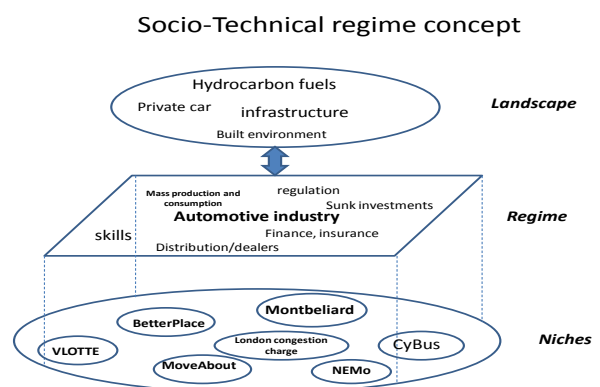 Socio-Technical regime concept
Hydrocarbon fuels
Private car
infrastructure
Landscape
Built environment
Mass production and
consumption
regulation
Sunk investments
Automotive industry
Regime
skills
Finance, insurance
Distribution/dealers
Montbeliard
BetterPlace
London congestion
charge
CyBus
Niches
VLOTTE
MoveAbout
NEMo